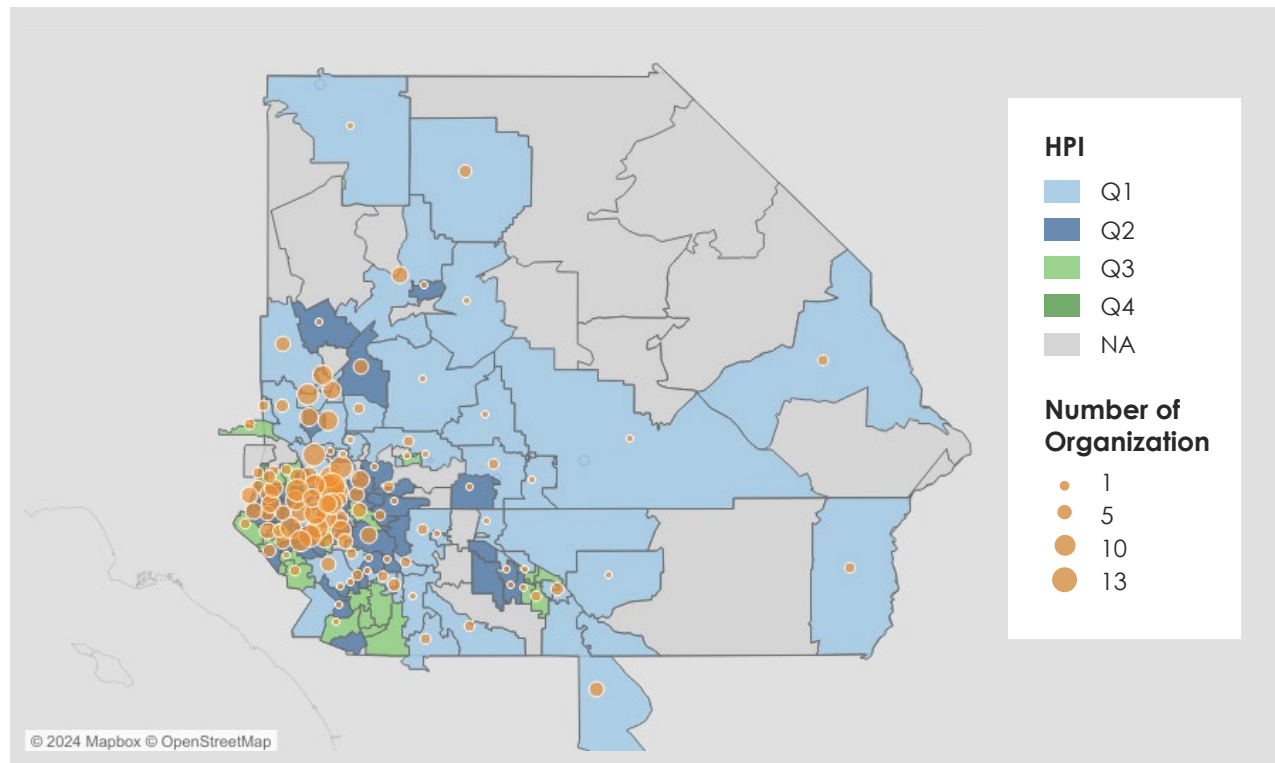 HPI
Q1
Q2
Q3
Q4
NA
Number of
Organization
1
5
10
13
© 2024 Mapbox © OpenStreetMap